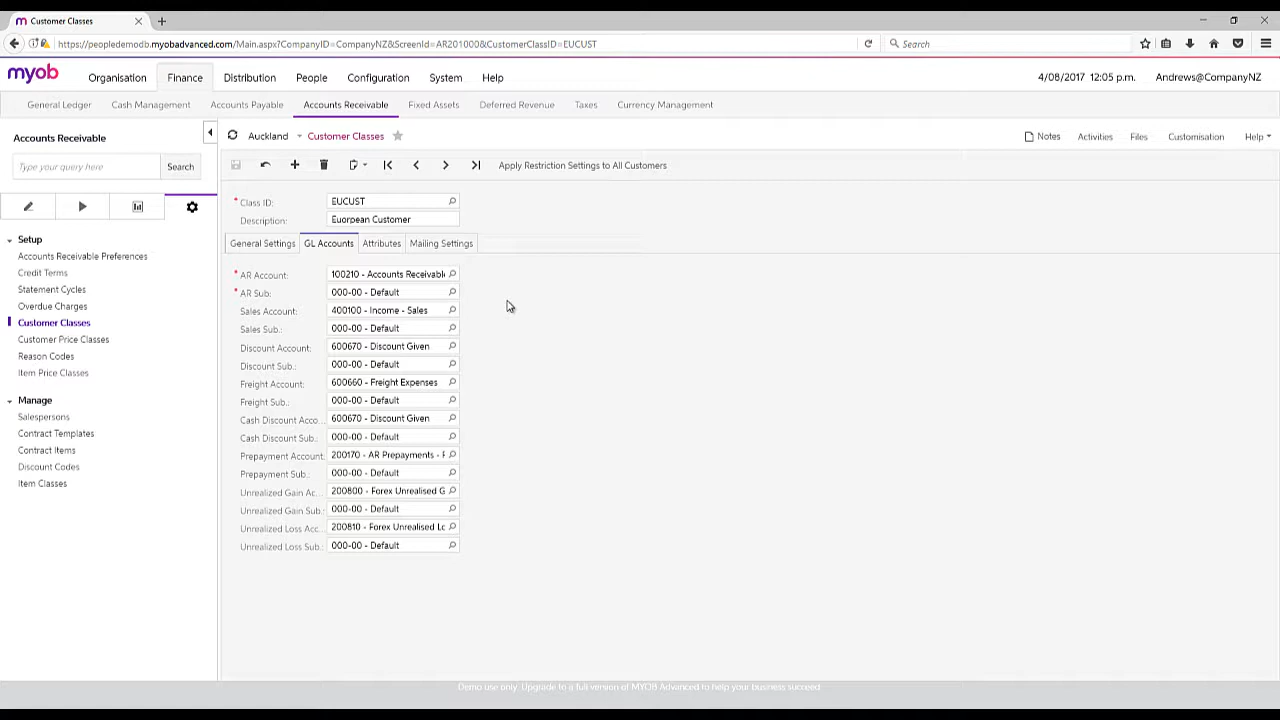 Customer Classes
https://peopledemodb.myobadvanced.com/Main.aspx?CompanyID=CompanyNZ&ScreenId=AR201000&CustomerClassID=EUCUST
Search
myob
Organisation Finance Distribution People Configuration System Help
4/08/2017 12:05 p.m. Andrews@CompanyNZ
General Ledger Cash Management Accounts Payable Accounts Receivable Fixed Assets Deferred Revenue Taxes Currency Management
Accounts Receivable
Auckland Customer Classes
Notes Activities Files Customisation Help
Type your query here Search
Apply Restriction Settings to All Customers
* Class ID: EUCUST
Description: Euorpean Customer
General Settings GL Accounts Attributes Mailing Settings
Setup
Accounts Receivable Preferences
Credit Terms
Statement Cycles
Overdue Charges
Customer Classes
Customer Price Classes
Reason Codes
Item Price Classes
Manage
Salespersons
Contract Templates
Contract Items
Discount Codes
Item Classes
* AR Account: 100210 - Accounts Receivabl
* AR Sub: 000-00 - Default
Sales Account: 400100 - Income - Sales
Sales Sub.: 000-00 - Default
Discount Account: 600670 - Discount Given
Discount Sub.: 000-00 - Default
Freight Account: 600660 - Freight Expenses
Freight Sub.: 000-00 - Default
Cash Discount Acco... 600670 - Discount Given
Cash Discount Sub.: 000-00 - Default
Prepayment Account: 200170 - AR Prepayments -
Prepayment Sub.: 000-00 - Default
Unrealized Gain Ac... 200800 - Forex Unrealised G
Unrealized Gain Sub.: 000-00 - Default
Unrealized Loss Acc... 200810 - Forex Unrealised Lo
Unrealized Loss Sub.: 000-00 - Default
Demo use only. Upgrade to a full version of MYOB Advanced to help your business succeed